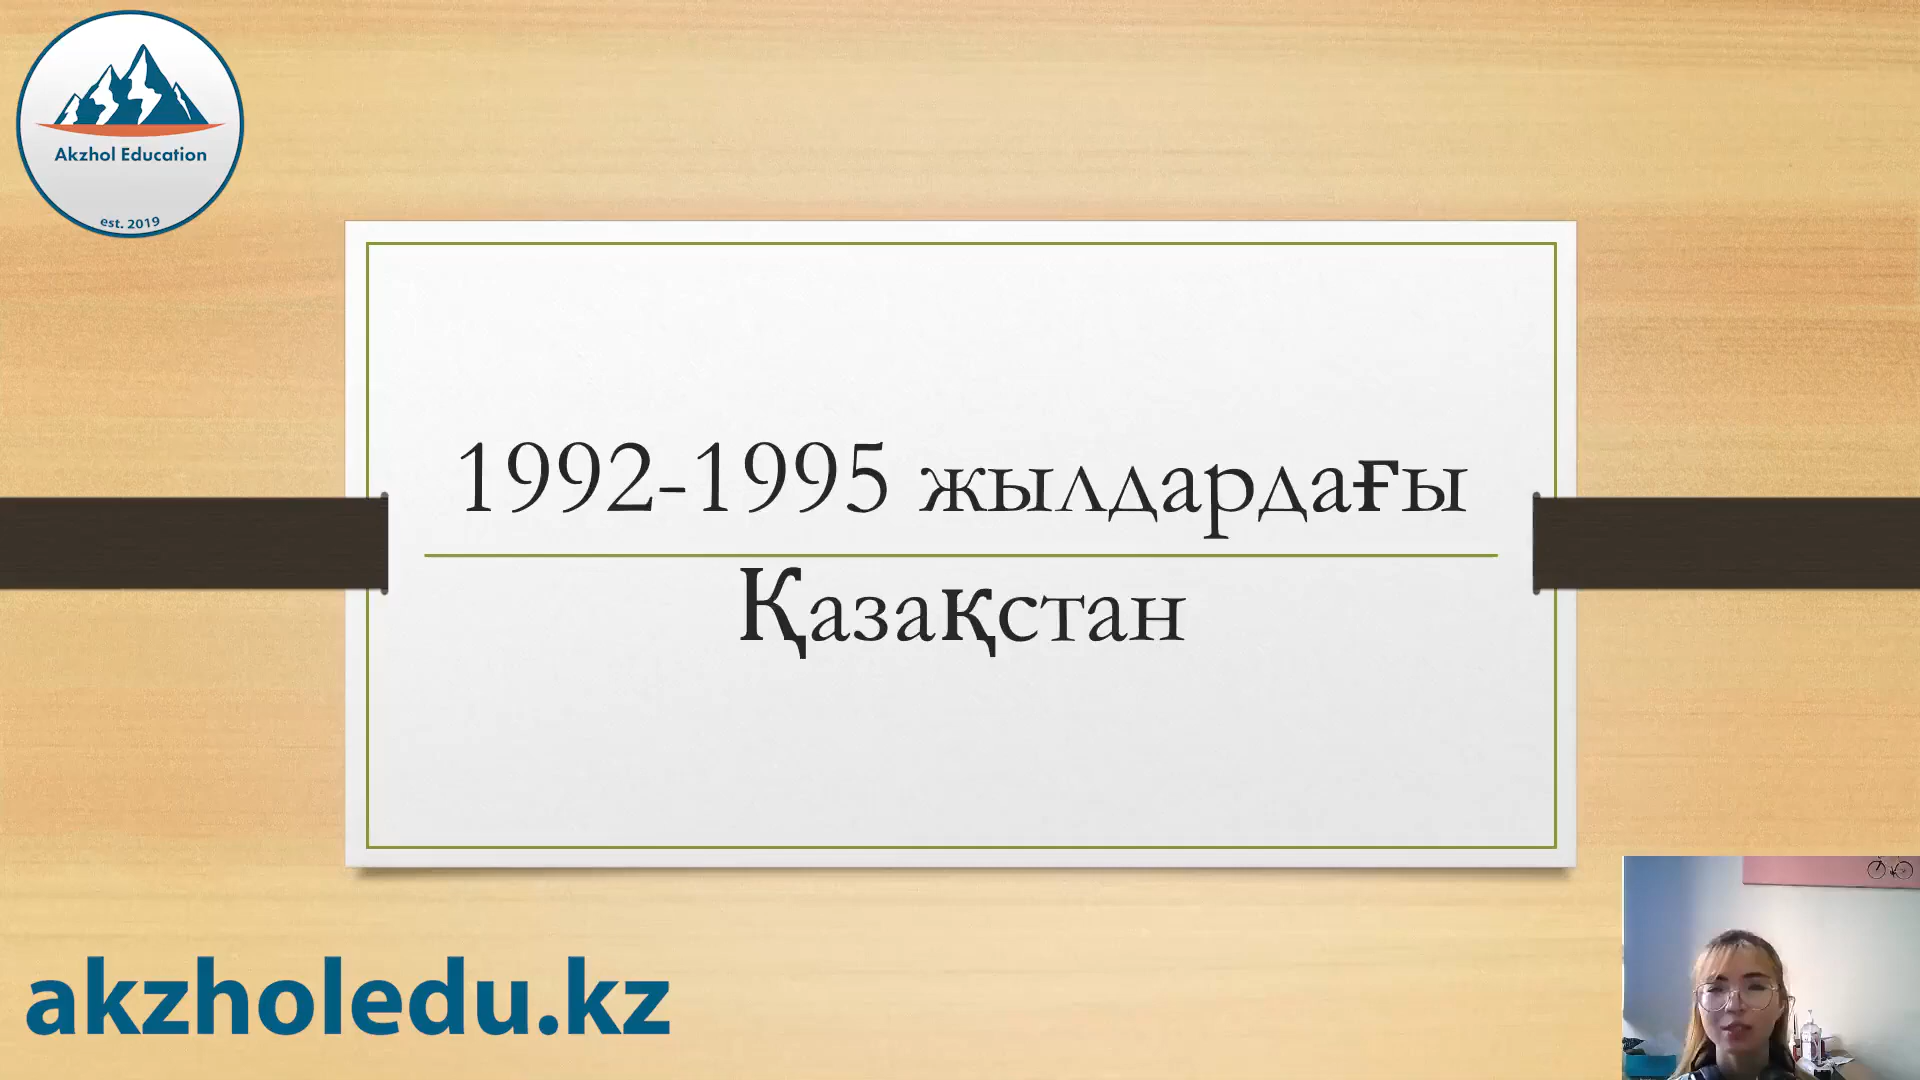 Akzhol Education
est. 2019
1992-1995 жылдардағы
Қазақстан
akzholedu.kz